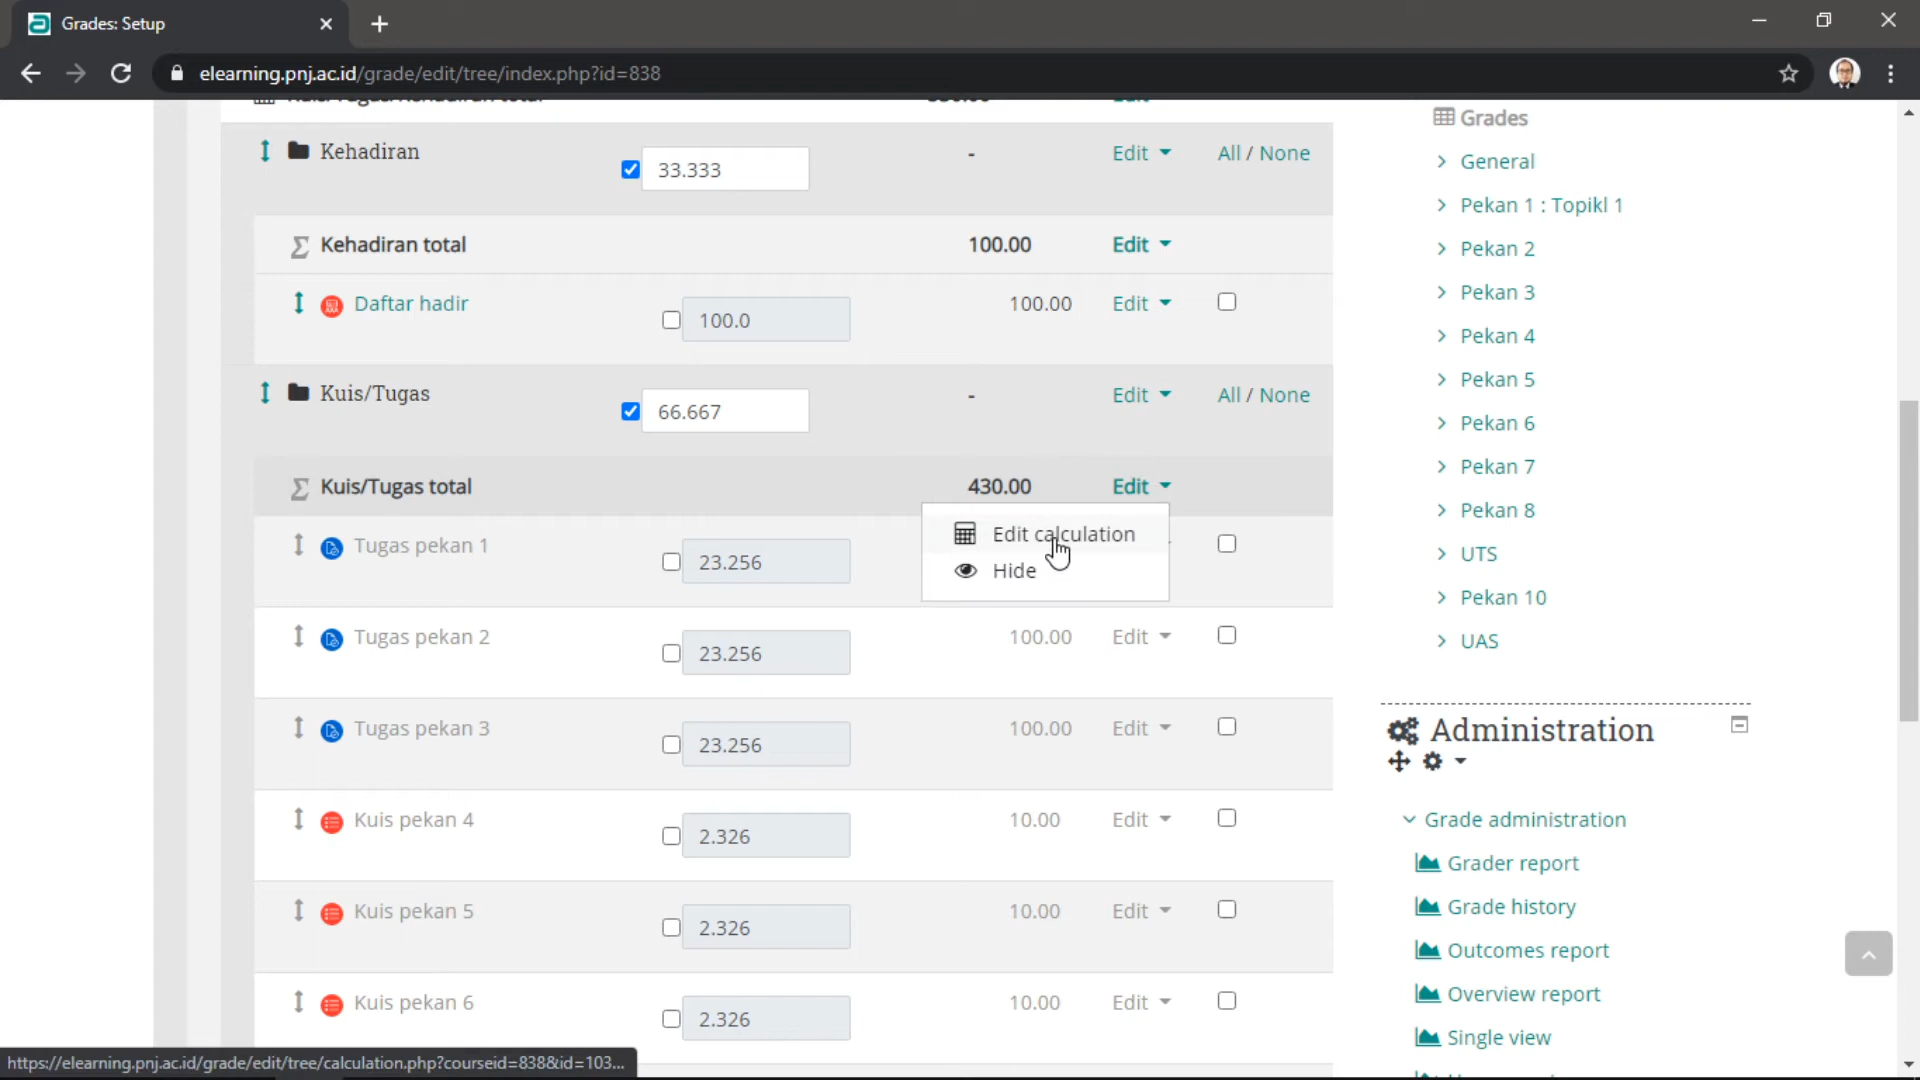 Grades: Setup
elearning.pnj.ac.id/grade/edit/tree/index.php?id=838
Kehadiran
33.333
-
Edit
All / None
Kehadiran total
100.00
Edit
Daftar hadir
100.0
100.00
Edit
Kuis/Tugas
66.667
-
Edit
All / None
Kuis/Tugas total
430.00
Edit
Edit calculation
Hide
Tugas pekan 1
23.256
Tugas pekan 2
23.256
100.00
Edit
Tugas pekan 3
23.256
100.00
Edit
Kuis pekan 4
2.326
10.00
Edit
Kuis pekan 5
2.326
10.00
Edit
Kuis pekan 6
2.326
10.00
Edit
Grades
General
Pekan 1 : Topikl 1
Pekan 2
Pekan 3
Pekan 4
Pekan 5
Pekan 6
Pekan 7
Pekan 8
UTS
Pekan 10
UAS
Administration
Grade administration
Grader report
Grade history
Outcomes report
Overview report
Single view
https://elearning.pnj.ac.id/grade/edit/tree/calculation.php?courseid=838&id=103...